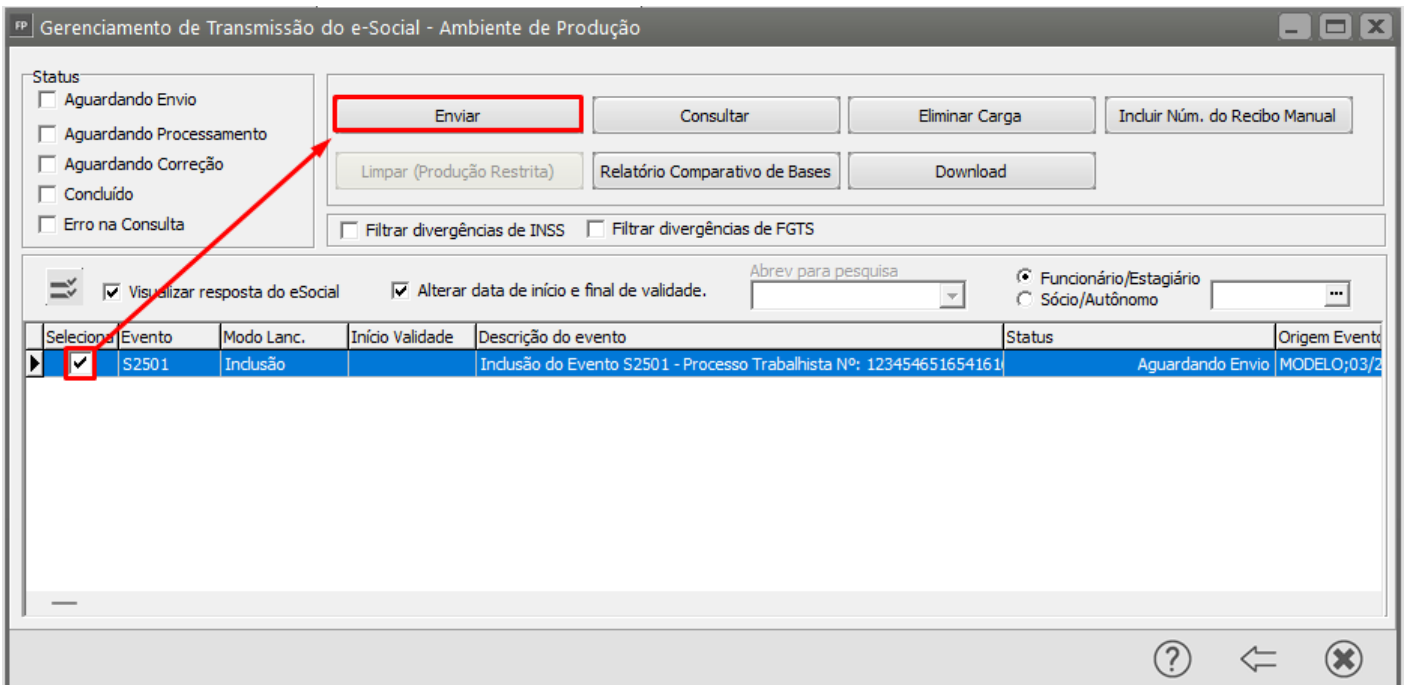 FP Gerenciamento de Transmissão do e-Social - Ambiente de Produção
Status
Aguardando Envio
Aguardando Processamento
Aguardando Correção
Concluído
Erro na Consulta
Enviar Consultar Eliminar Carga Incluir Núm. do Recibo Manual
Limpar (Produção Restrita) Relatório Comparativo de Bases Download
Filtrar divergências de INSS Filtrar divergências de FGTS
Visualizar resposta do eSocial Alterar data de início e final de validade.
Abrev para pesquisa
Funcionário/Estagiário
Sócio/Autônomo
...
Seleciona Evento Modo Lanc. Início Validade Descrição do evento Status Origem Evento
S2501 Inclusão Inclusão do Evento S2501 - Processo Trabalhista Nº: 1234546516541610 Aguardando Envio MODELO;03/2
?